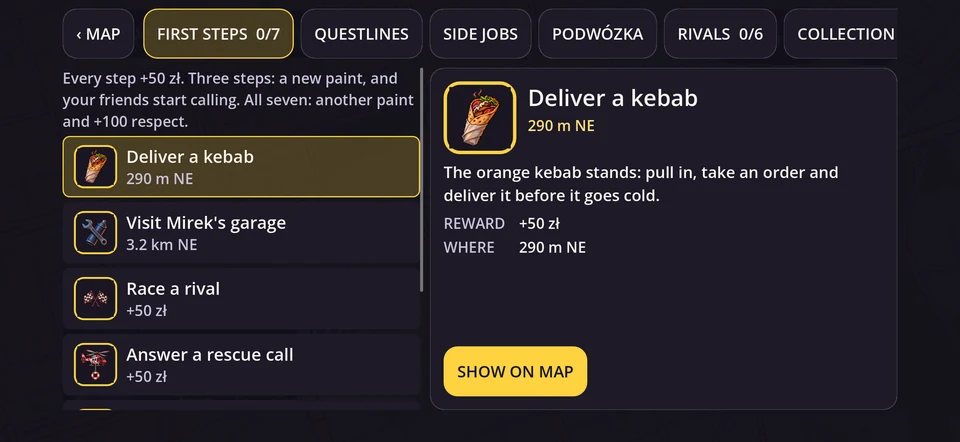 ‹ MAP
FIRST STEPS 0/7
QUESTLINES
SIDE JOBS
PODWÓZKA
RIVALS 0/6
COLLECTION
Every step +50 zł. Three steps: a new paint, and
your friends start calling. All seven: another paint
and +100 respect.
Deliver a kebab
290 m NE
Visit Mirek's garage
3.2 km NE
Race a rival
+50 zł
Answer a rescue call
+50 zł
Deliver a kebab
290 m NE
The orange kebab stands: pull in, take an order and
deliver it before it goes cold.
REWARD +50 zł
WHERE 290 m NE
SHOW ON MAP